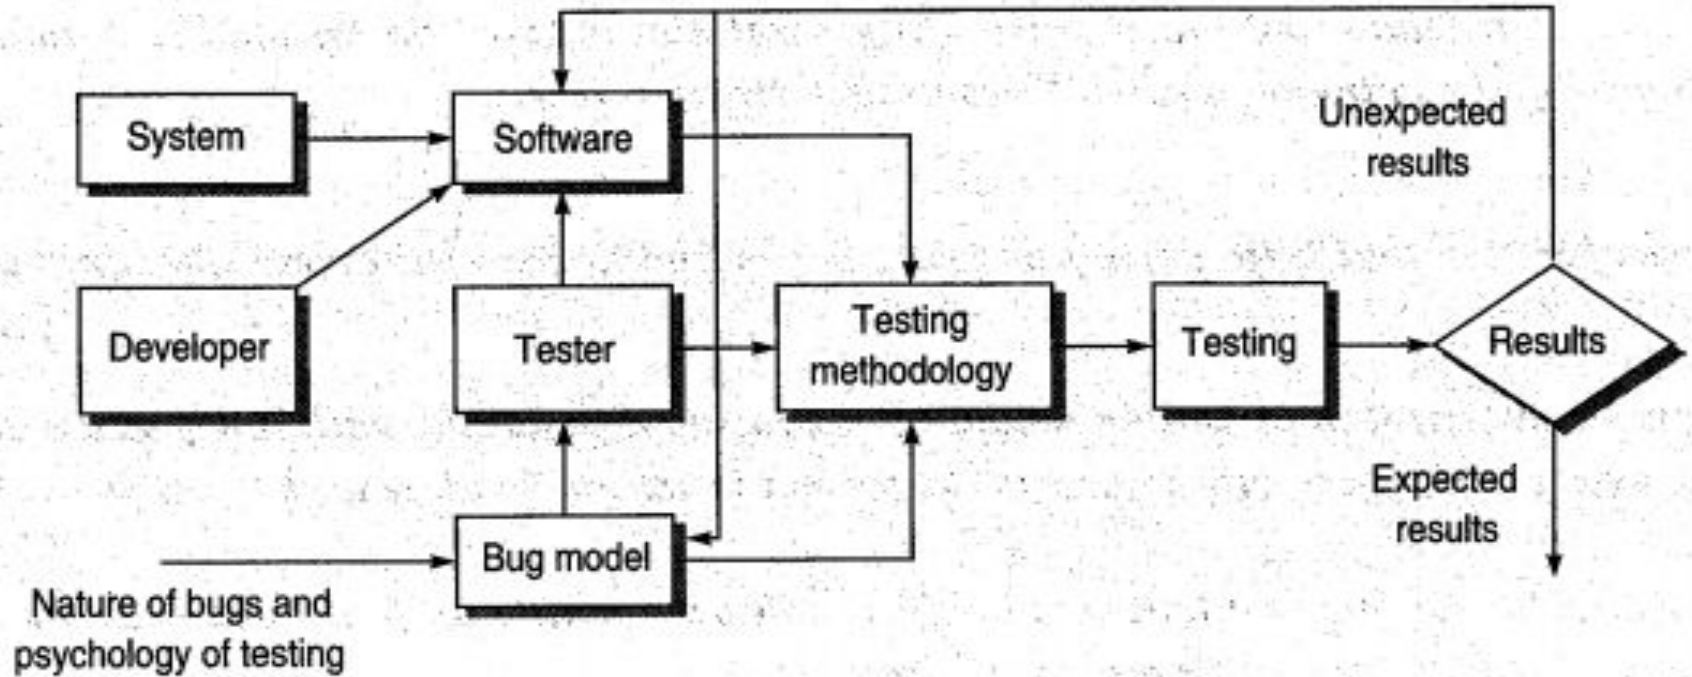 Unexpected
results
System
Software
Developer
Tester
Testing
methodology
Testing
Results
Expected
results
Bug model
Nature of bugs and
psychology of testing